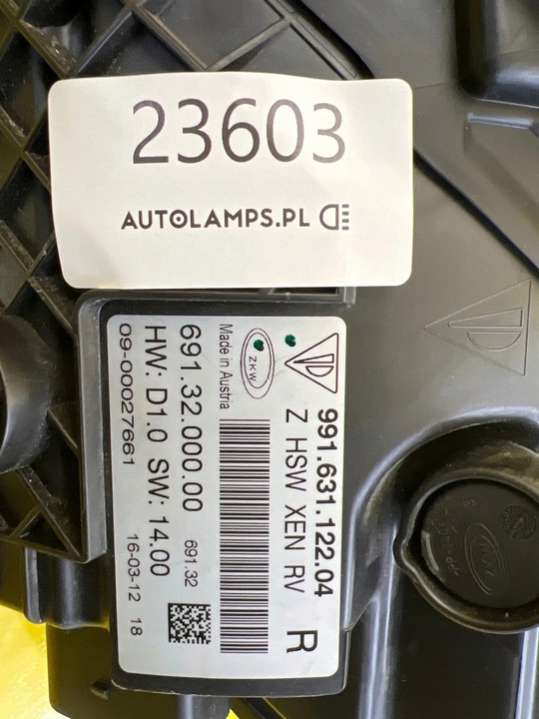 23603
AUTOLAMPS.PL
991.631.122.04
Z HSW XEN RV R
ZKW
Made in Austria
691.32.000.00 691.32
HW: D1.0 SW: 14.00
09-00027661 16-03-12 18